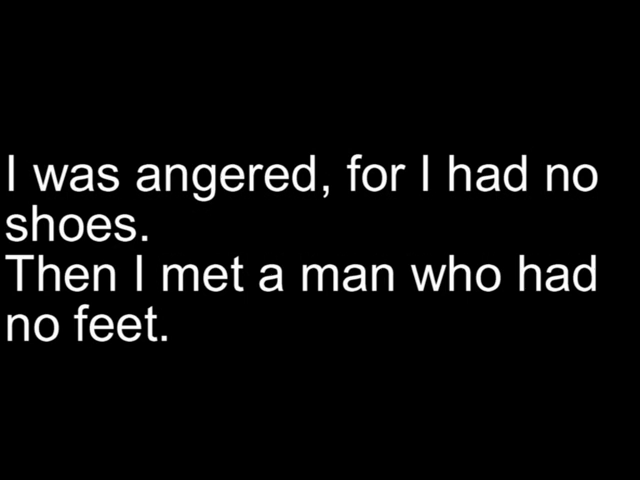 I was angered, for I had no
shoes.
Then I met a man who had
no feet.